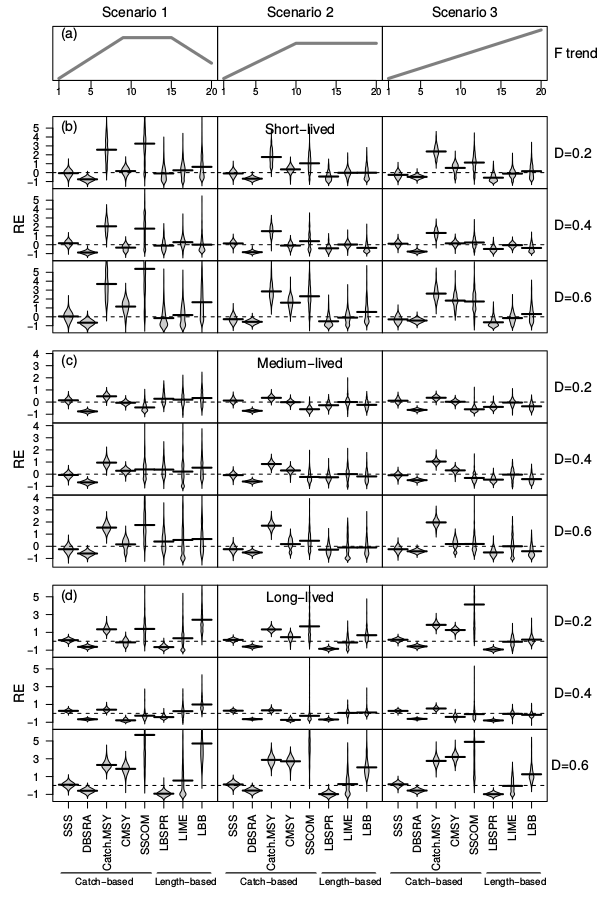 Scenario 1 Scenario 2 Scenario 3
(a)
F trend
1 5 10 15 20 1 5 10 15 20 1 5 10 15 20
(b) Short-lived
5
4
3
2
1
0
−1
D=0.2
5
4
3
2
1
0
−1
RE
D=0.4
5
4
3
2
1
0
−1
D=0.6
(c) Medium-lived
4
3
2
1
0
−1
D=0.2
4
3
2
1
0
−1
RE
D=0.4
4
3
2
1
0
−1
D=0.6
(d) Long-lived
5
3
1
−1
D=0.2
5
3
1
−1
RE
D=0.4
5
3
1
−1
D=0.6
SSS DBSRA Catch.MSY CMSY SSCOM LBSPR LIME LBB SSS DBSRA Catch.MSY CMSY SSCOM LBSPR LIME LBB SSS DBSRA Catch.MSY CMSY SSCOM LBSPR LIME LBB
Catch-based Length-based Catch-based Length-based Catch-based Length-based